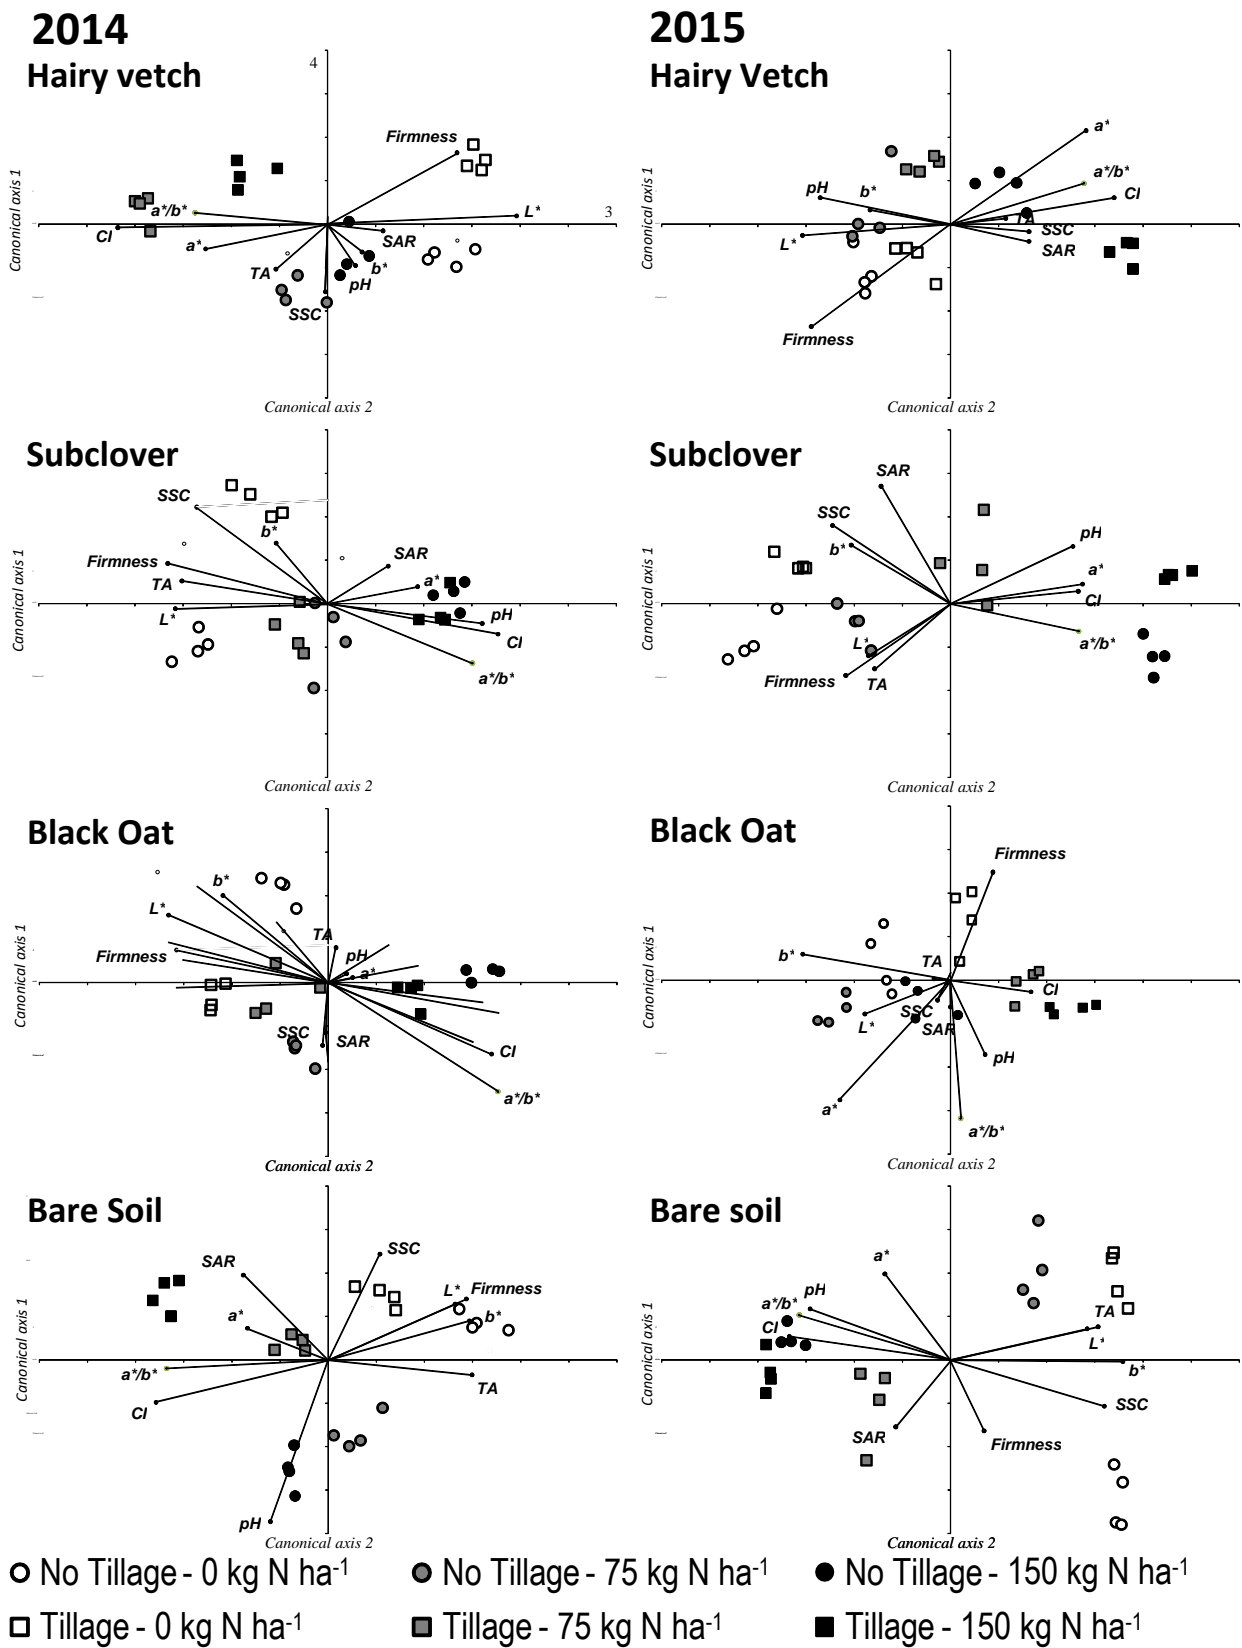 2014
Hairy vetch
4
Firmness
a*/b*
L*
3
CI
a*
SAR
TA
b*
pH
SSC
Canonical axis 1
Canonical axis 2
2015
Hairy Vetch
a*
a*/b*
pH
b*
CI
TA
SSC
L*
SAR
Firmness
Canonical axis 1
Canonical axis 2
Subclover
SSC
b*
Firmness
SAR
TA
a*
L*
pH
CI
a*/b*
Canonical axis 1
Canonical axis 2
Subclover
SAR
SSC
pH
b*
a*
CI
L*
a*/b*
Firmness
TA
Canonical axis 1
Canonical axis 2
Black Oat
b*
L*
TA
Firmness
pH
a*
SSC
SAR
CI
a*/b*
Canonical axis 1
Canonical axis 2
Black Oat
Firmness
b*
TA
CI
SSC
L*
SAR
pH
a*
a*/b*
Canonical axis 1
Canonical axis 2
Bare Soil
SSC
SAR
L*
Firmness
a*
b*
a*/b*
TA
CI
pH
Canonical axis 1
Canonical axis 2
Bare soil
a*
pH
a*/b*
TA
CI
L*
b*
SSC
SAR
Firmness
Canonical axis 1
Canonical axis 2
No Tillage - 0 kg N ha-1
No Tillage - 75 kg N ha-1
No Tillage - 150 kg N ha-1
Tillage - 0 kg N ha-1
Tillage - 75 kg N ha-1
Tillage - 150 kg N ha-1